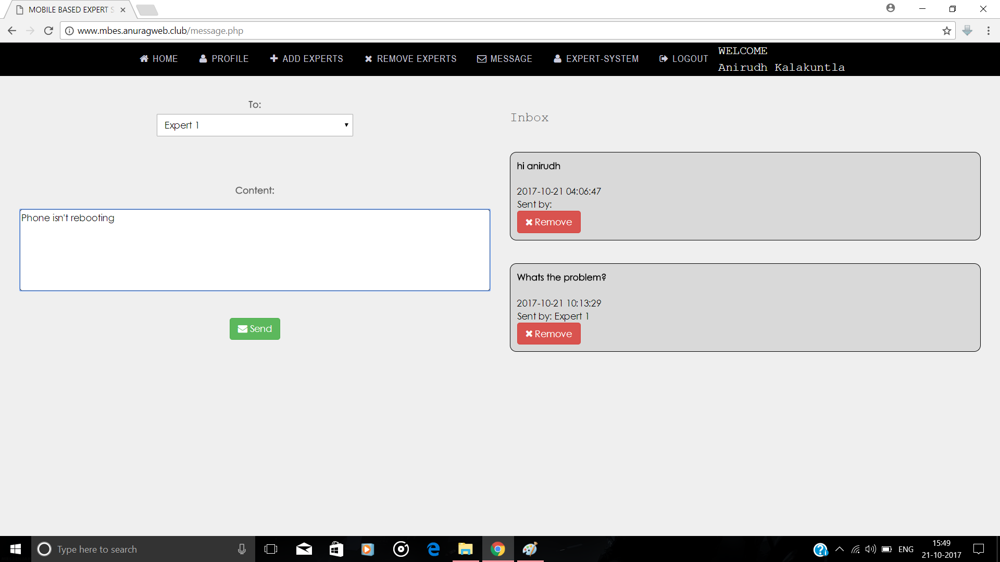 MOBILE BASED EXPERT S
www.mbes.anuragweb.club/message.php
HOME PROFILE ADD EXPERTS REMOVE EXPERTS MESSAGE EXPERT-SYSTEM LOGOUT
WELCOME
Anirudh Kalakuntla
To:
Expert 1
Content:
Phone isn't rebooting
Send
Inbox
hi anirudh
2017-10-21 04:06:47
Sent by:
Remove
Whats the problem?
2017-10-21 10:13:29
Sent by: Expert 1
Remove
Type here to search
ENG
15:49
21-10-2017